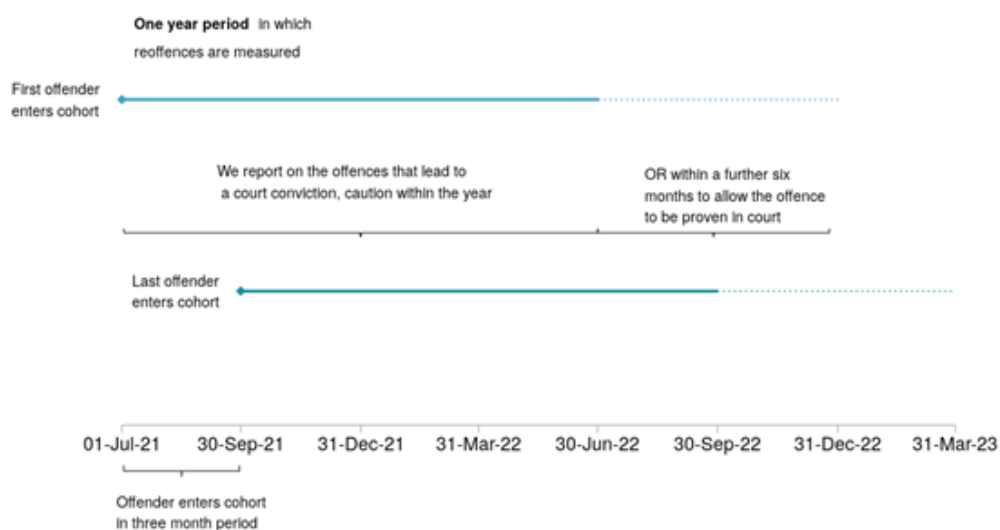 One year period in which
reoffences are measured
First offender
enters cohort
We report on the offences that lead to
a court conviction, caution within the year
OR within a further six
months to allow the offence
to be proven in court
Last offender
enters cohort
01-Jul-21 30-Sep-21 31-Dec-21 31-Mar-22 30-Jun-22 30-Sep-22 31-Dec-22 31-Mar-23
Offender enters cohort
in three month period